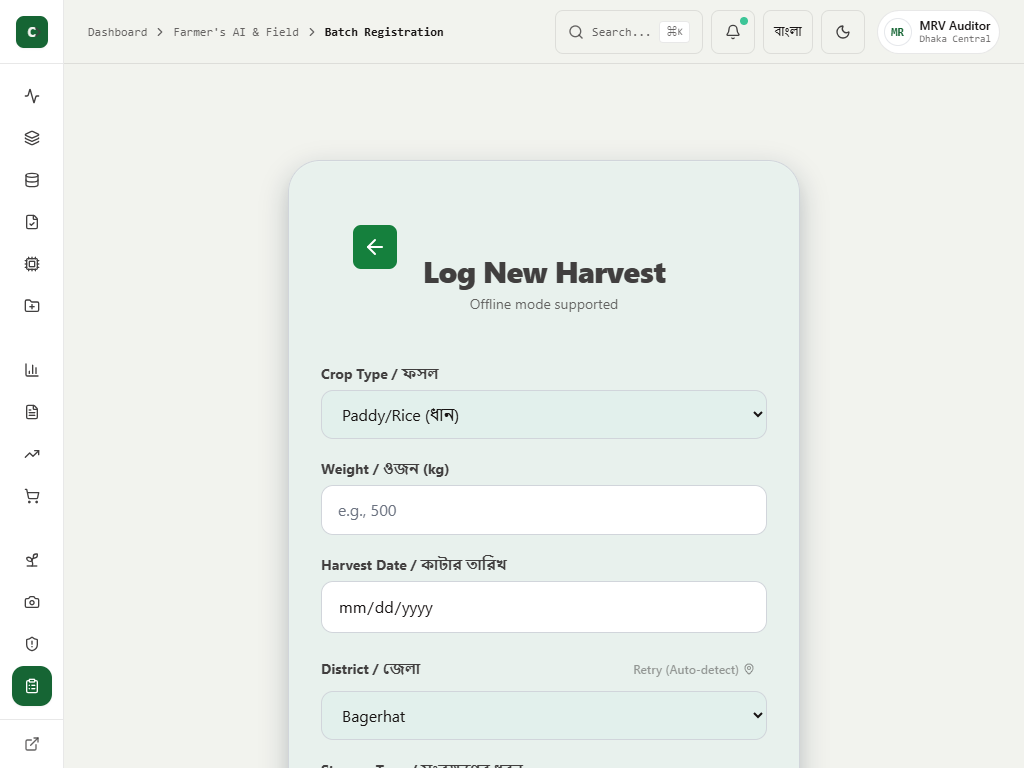 C
Dashboard > Farmer's AI & Field > Batch Registration
Search... ⌘K
বাংলা
MR
MRV Auditor
Dhaka Central
Log New Harvest
Offline mode supported
Crop Type / ফসল
Paddy/Rice (ধান)
Weight / ওজন (kg)
e.g., 500
Harvest Date / কাটার তারিখ
mm/dd/yyyy
District / জেলা
Retry (Auto-detect)
Bagerhat